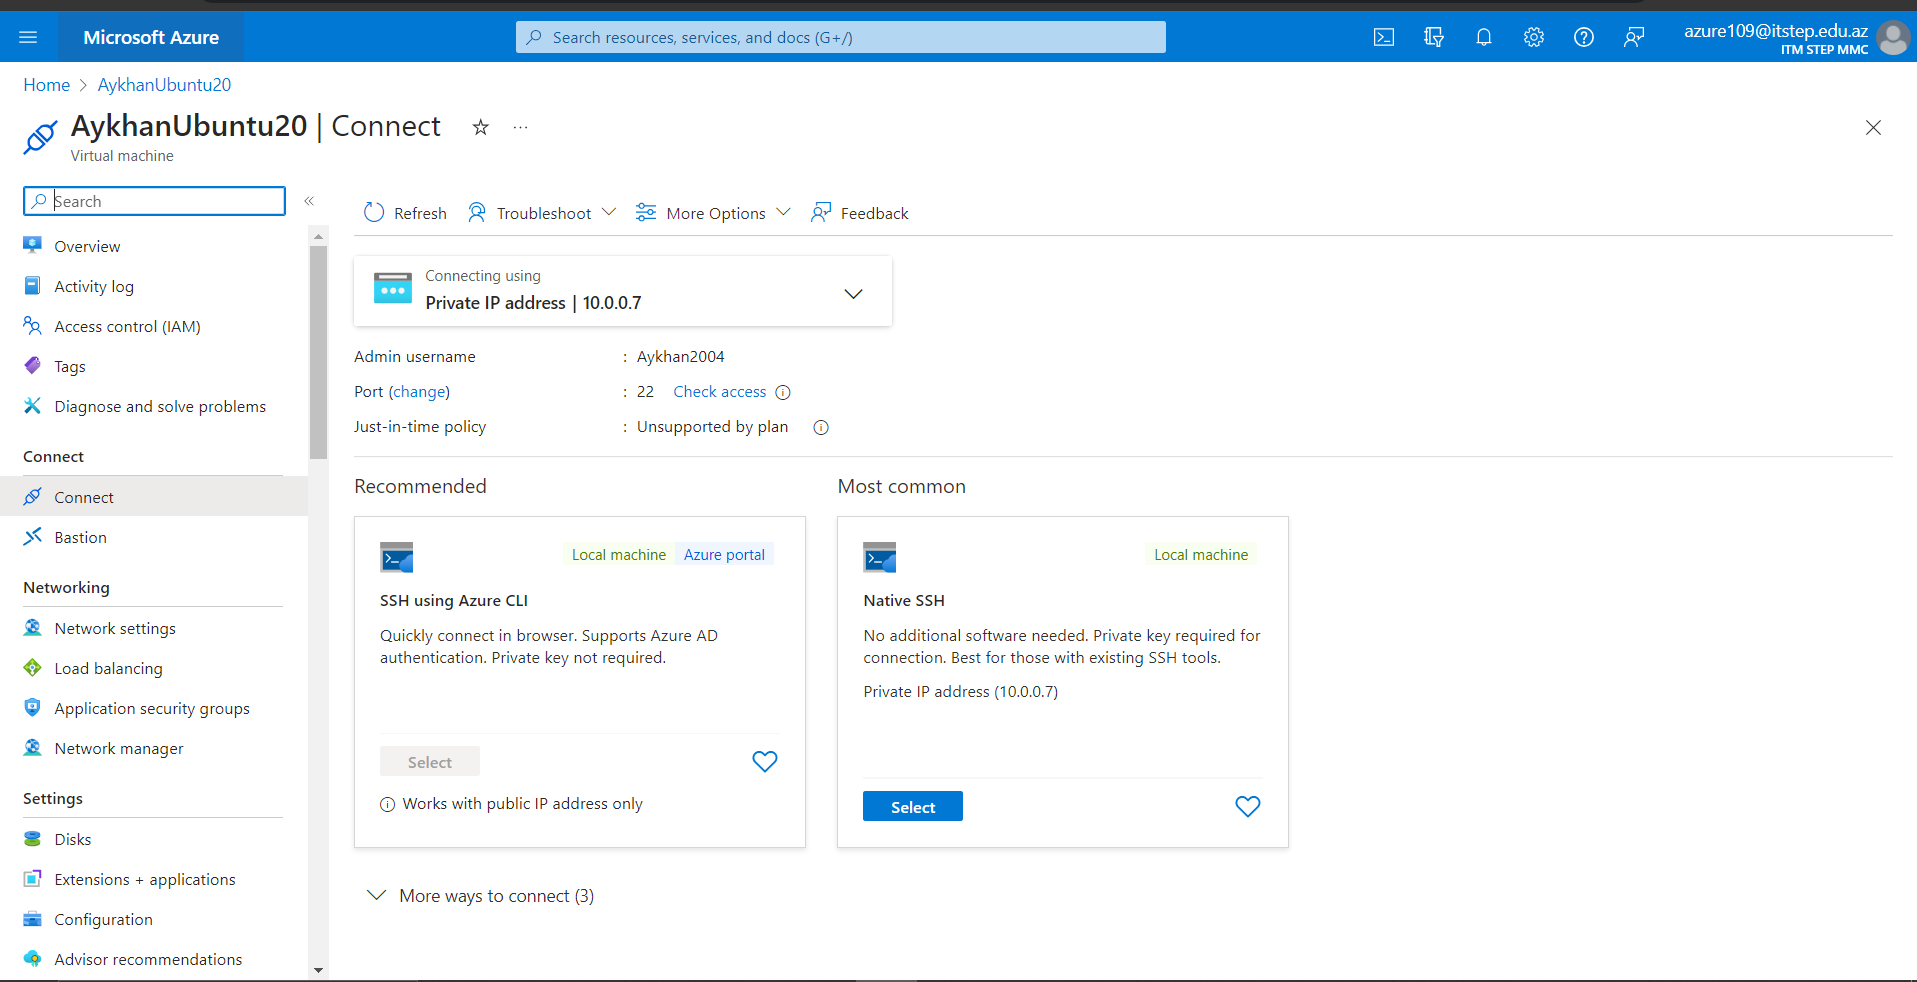 Microsoft Azure
Search resources, services, and docs (G+/)
azure109@itstep.edu.az
ITM STEP MMC
Home > AykhanUbuntu20
AykhanUbuntu20 | Connect
Virtual machine
Search
Overview
Activity log
Access control (IAM)
Tags
Diagnose and solve problems
Connect
Connect
Bastion
Networking
Network settings
Load balancing
Application security groups
Network manager
Settings
Disks
Extensions + applications
Configuration
Advisor recommendations
Refresh Troubleshoot More Options Feedback
Connecting using
Private IP address | 10.0.0.7
Admin username : Aykhan2004
Port (change) : 22 Check access
Just-in-time policy : Unsupported by plan
Recommended
Local machine Azure portal
SSH using Azure CLI
Quickly connect in browser. Supports Azure AD
authentication. Private key not required.
Select
Works with public IP address only
Most common
Local machine
Native SSH
No additional software needed. Private key required for
connection. Best for those with existing SSH tools.
Private IP address (10.0.0.7)
Select
More ways to connect (3)